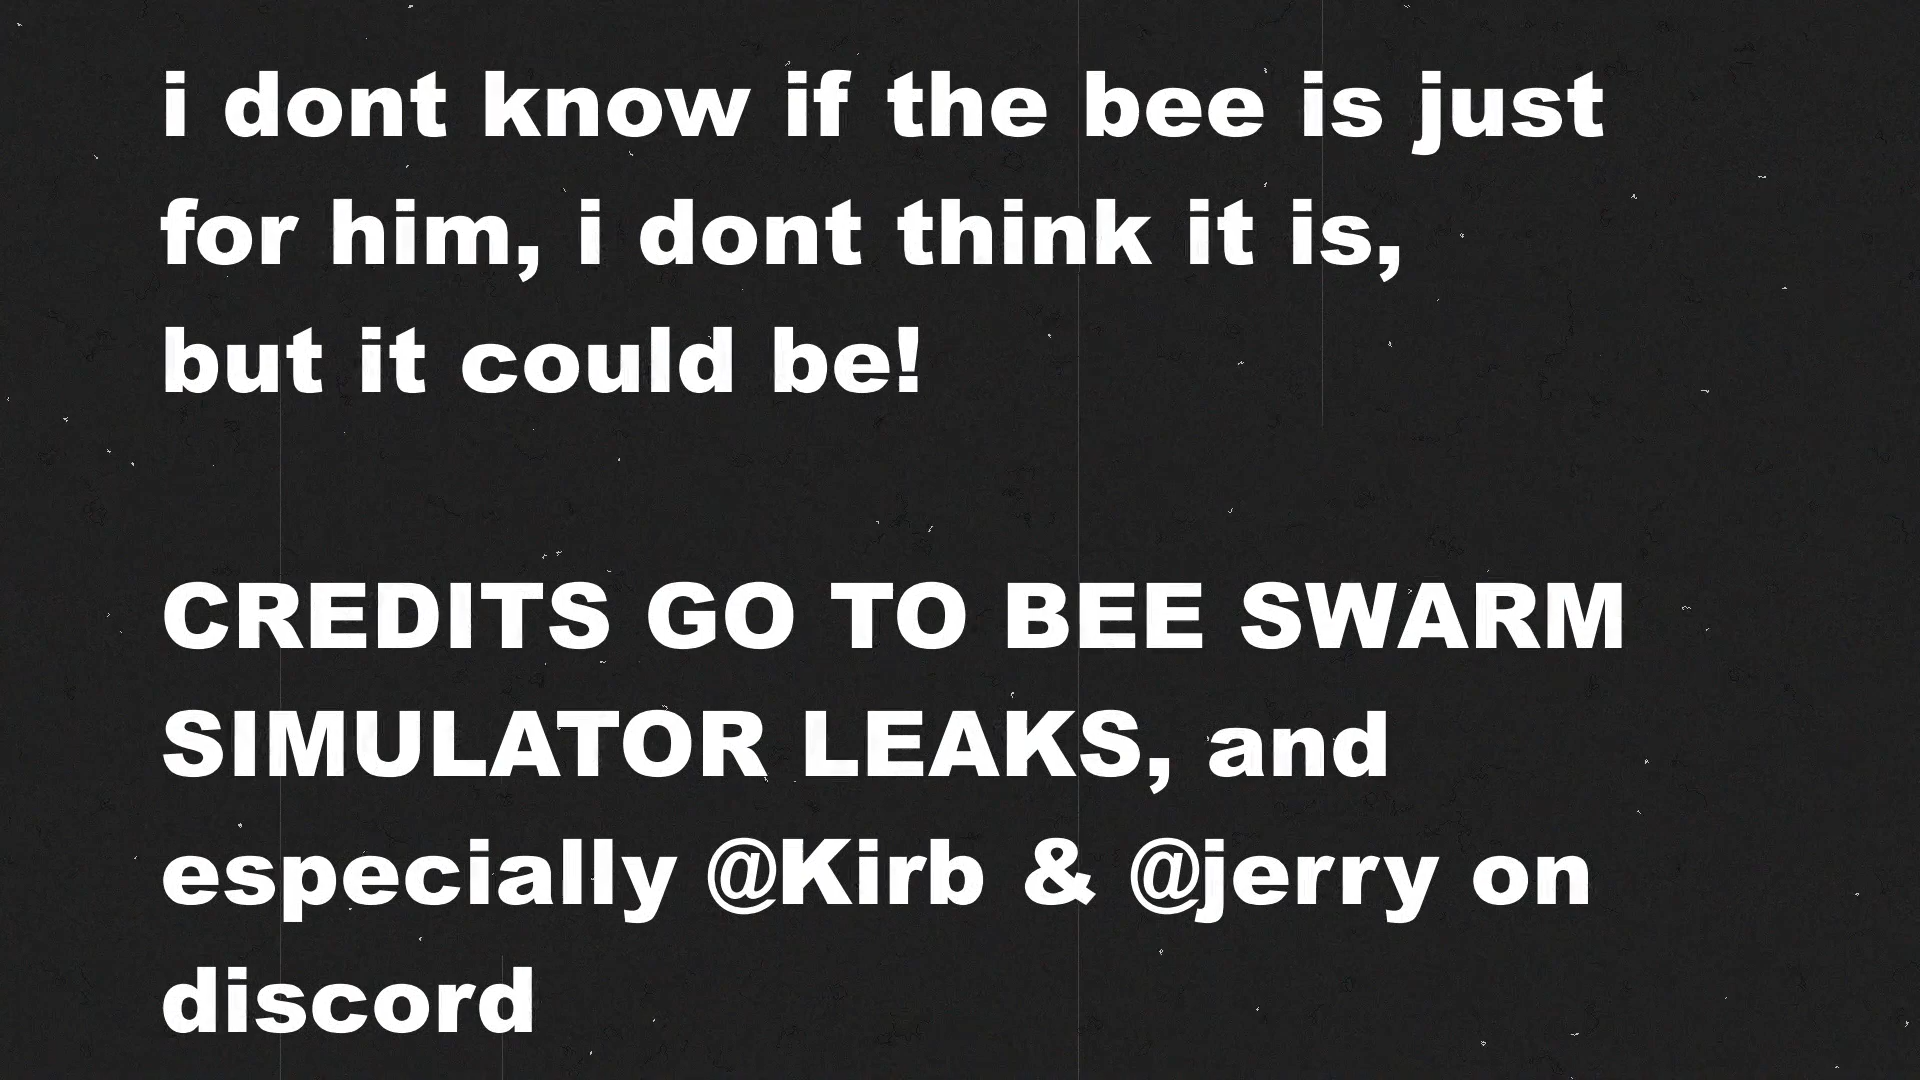 i dont know if the bee is just
for him, i dont think it is,
but it could be!
CREDITS GO TO BEE SWARM
SIMULATOR LEAKS, and
especially @Kirb & @jerry on
discord